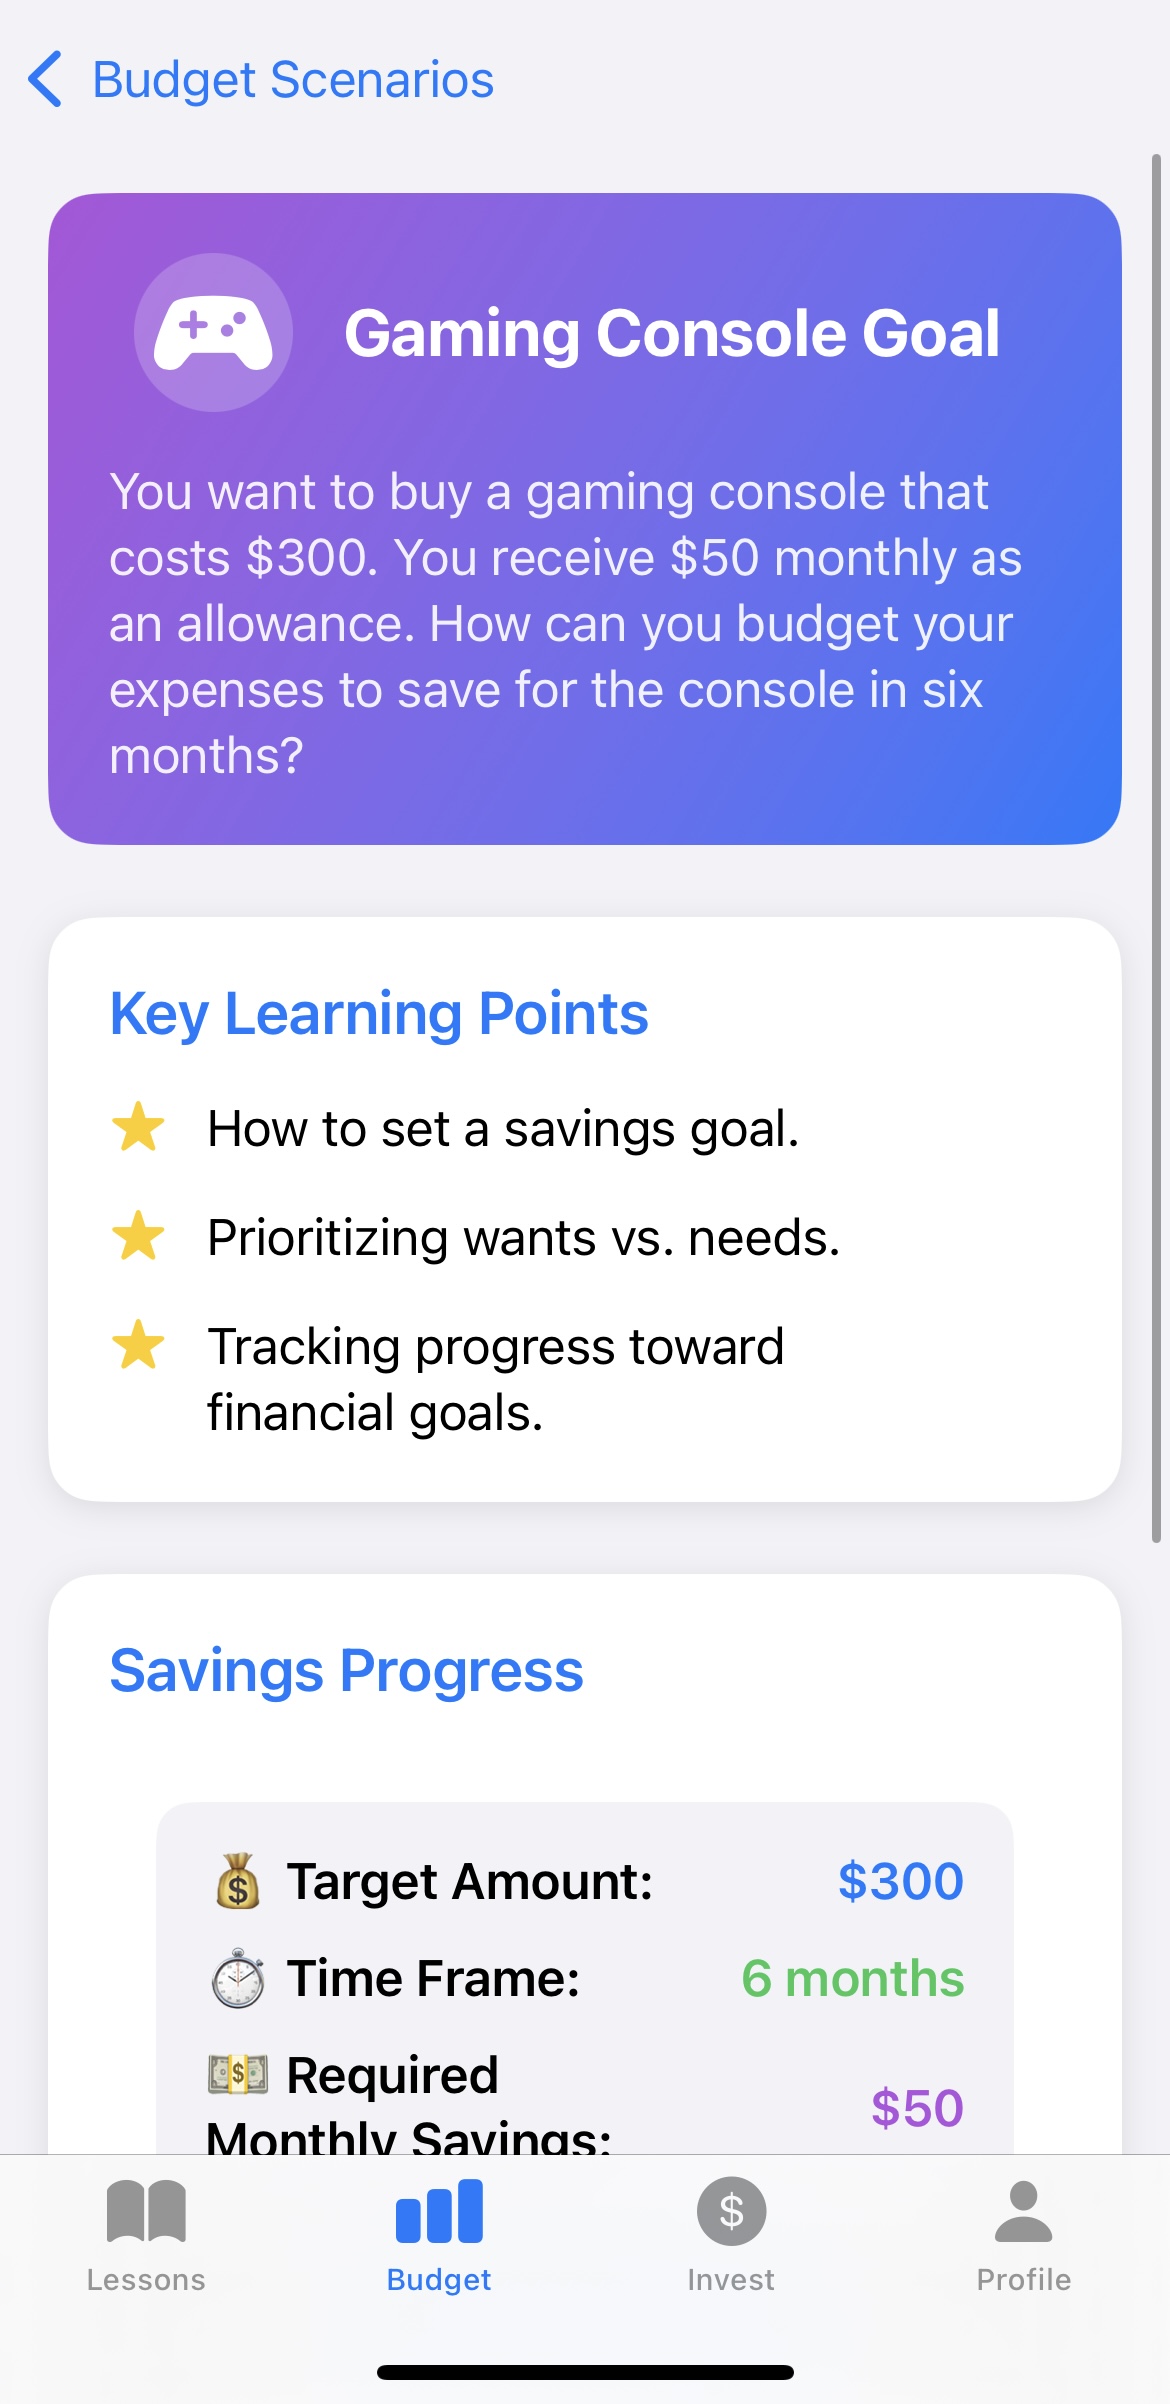 Budget Scenarios
Gaming Console Goal
You want to buy a gaming console that
costs $300. You receive $50 monthly as
an allowance. How can you budget your
expenses to save for the console in six
months?
Key Learning Points
How to set a savings goal.
Prioritizing wants vs. needs.
Tracking progress toward
financial goals.
Savings Progress
Target Amount: $300
Time Frame: 6 months
Required
Monthly Savings: $50
Lessons Budget Invest Profile